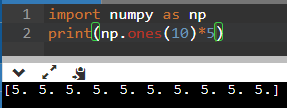 1 import numpy as np
2 print(np.ones(10)*5)
[5. 5. 5. 5. 5. 5. 5. 5. 5. 5.]